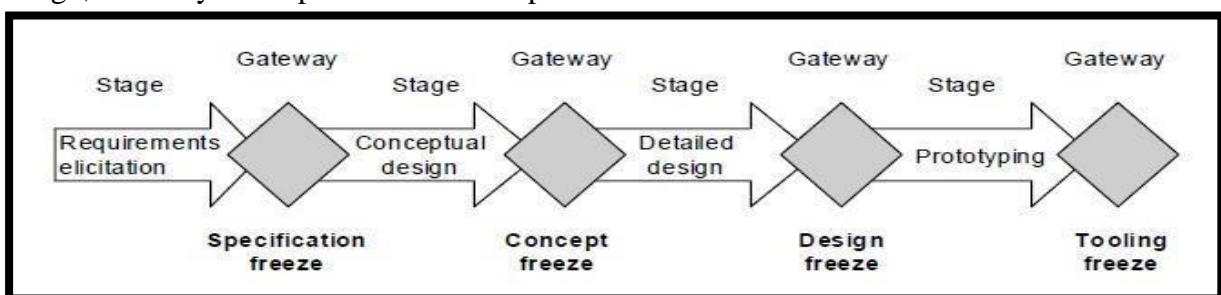 Gateway Gateway Gateway Gateway
Stage Stage Stage Stage
Requirements
elicitation
Conceptual
design
Detailed
design
Prototyping
Specification
freeze
Concept
freeze
Design
freeze
Tooling
freeze